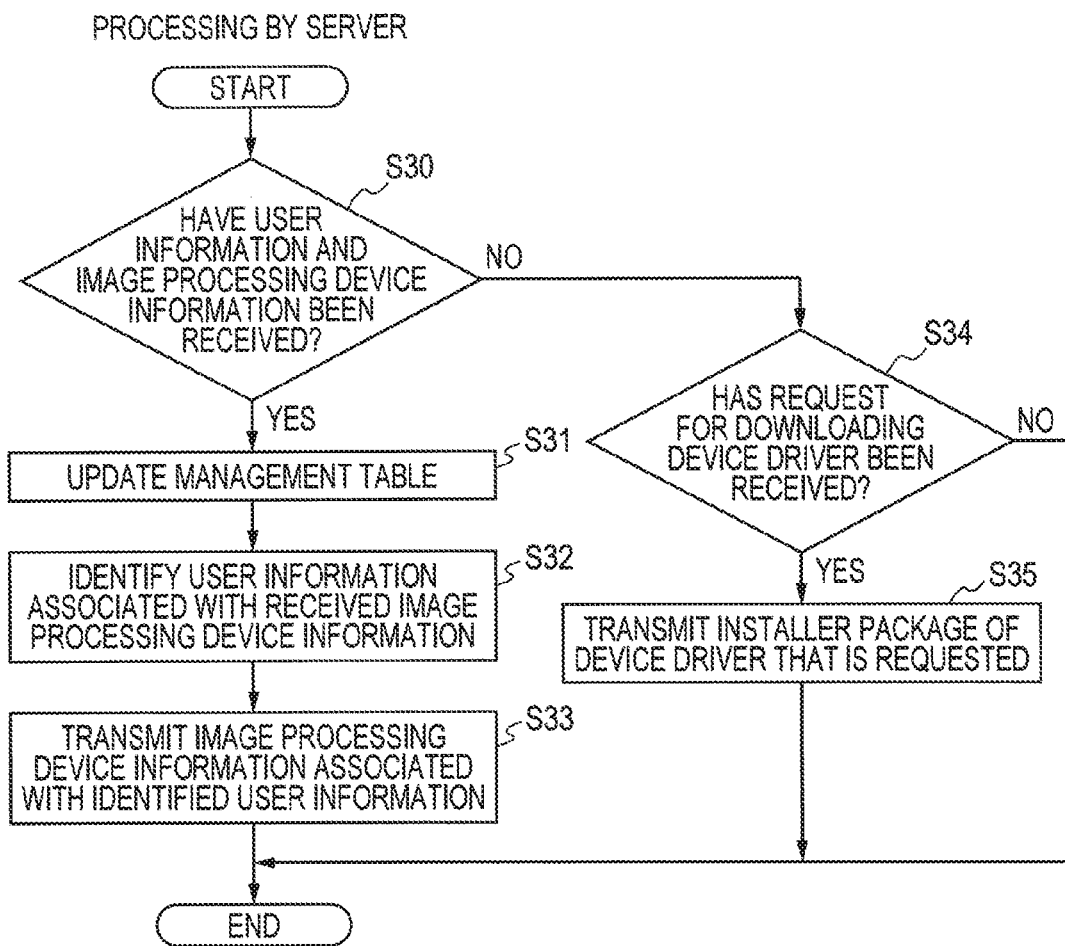 PROCESSING BY SERVER
START
S30
HAVE USER
INFORMATION AND
IMAGE PROCESSING DEVICE
INFORMATION BEEN
RECEIVED?
NO
YES
S31
UPDATE MANAGEMENT TABLE
S32
IDENTIFY USER INFORMATION
ASSOCIATED WITH RECEIVED IMAGE
PROCESSING DEVICE INFORMATION
S33
TRANSMIT IMAGE PROCESSING
DEVICE INFORMATION ASSOCIATED
WITH IDENTIFIED USER INFORMATION
S34
HAS REQUEST
FOR DOWNLOADING
DEVICE DRIVER BEEN
RECEIVED?
NO
YES
S35
TRANSMIT INSTALLER PACKAGE OF
DEVICE DRIVER THAT IS REQUESTED
END